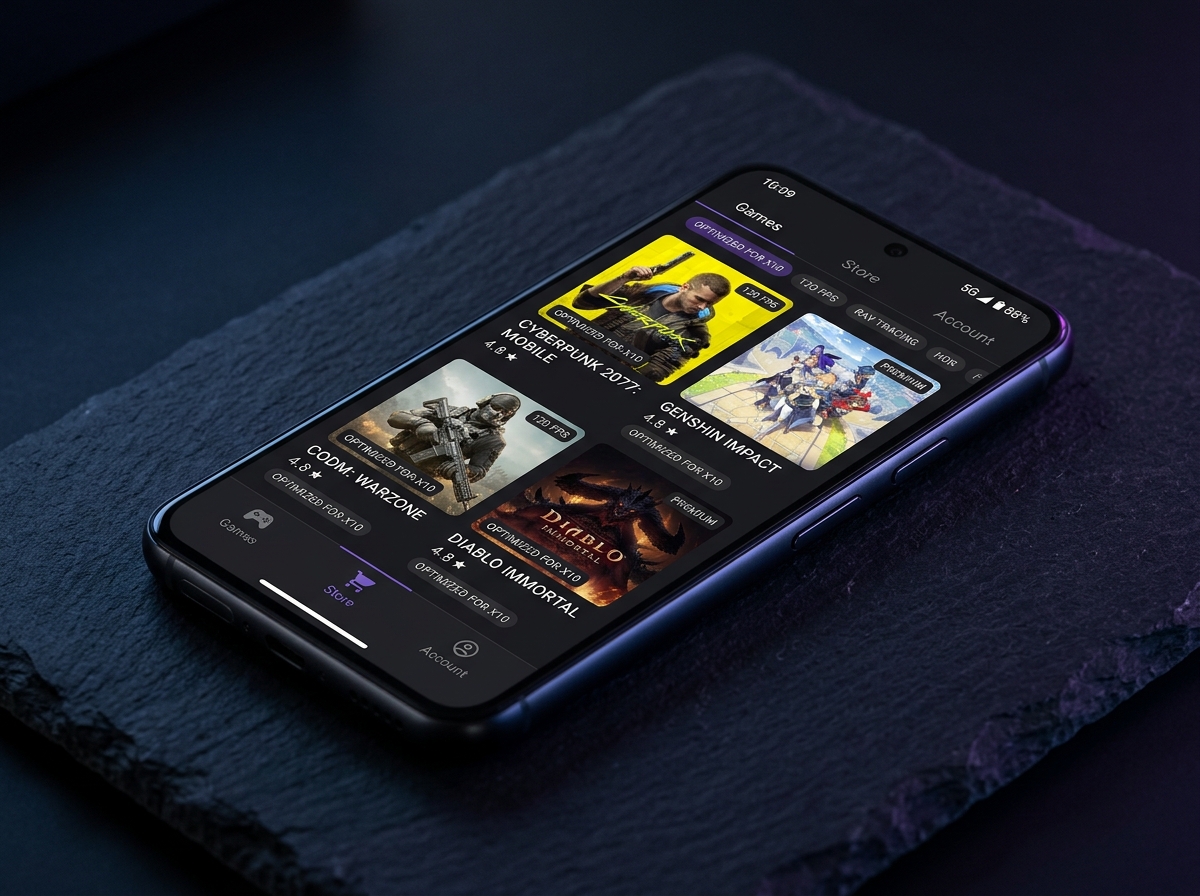 16:09
5G 88%
Games
Store
Account
OPTIMIZED FOR X10
120 FPS
RAY TRACING
HDR
CYBERPUNK
120 FPS
OPTIMIZED FOR X10
CYBERPUNK 2077:
MOBILE
4.8 ★
PREMIUM
GENSHIN IMPACT
4.8 ★
OPTIMIZED FOR X10
120 FPS
OPTIMIZED FOR X10
CODM: WARZONE
4.8 ★
OPTIMIZED FOR X10
PREMIUM
DIABLO
IMMORTAL
OPTIMIZED FOR X10
DIABLO IMMORTAL
4.8 ★
OPTIMIZED FOR X10
Games
Store
Account